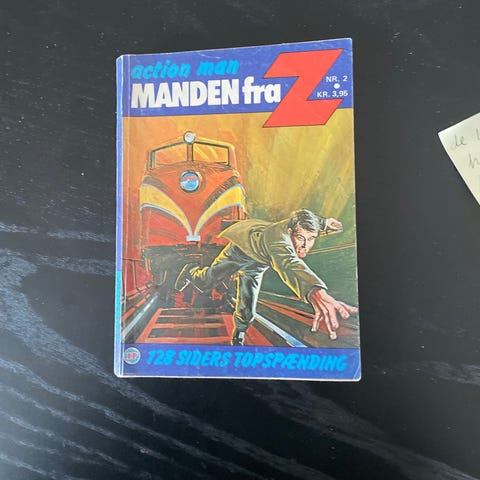 action man
MANDEN fra Z
NR. 2
KR. 3,95
128 SIDERS TOPSPÆNDING